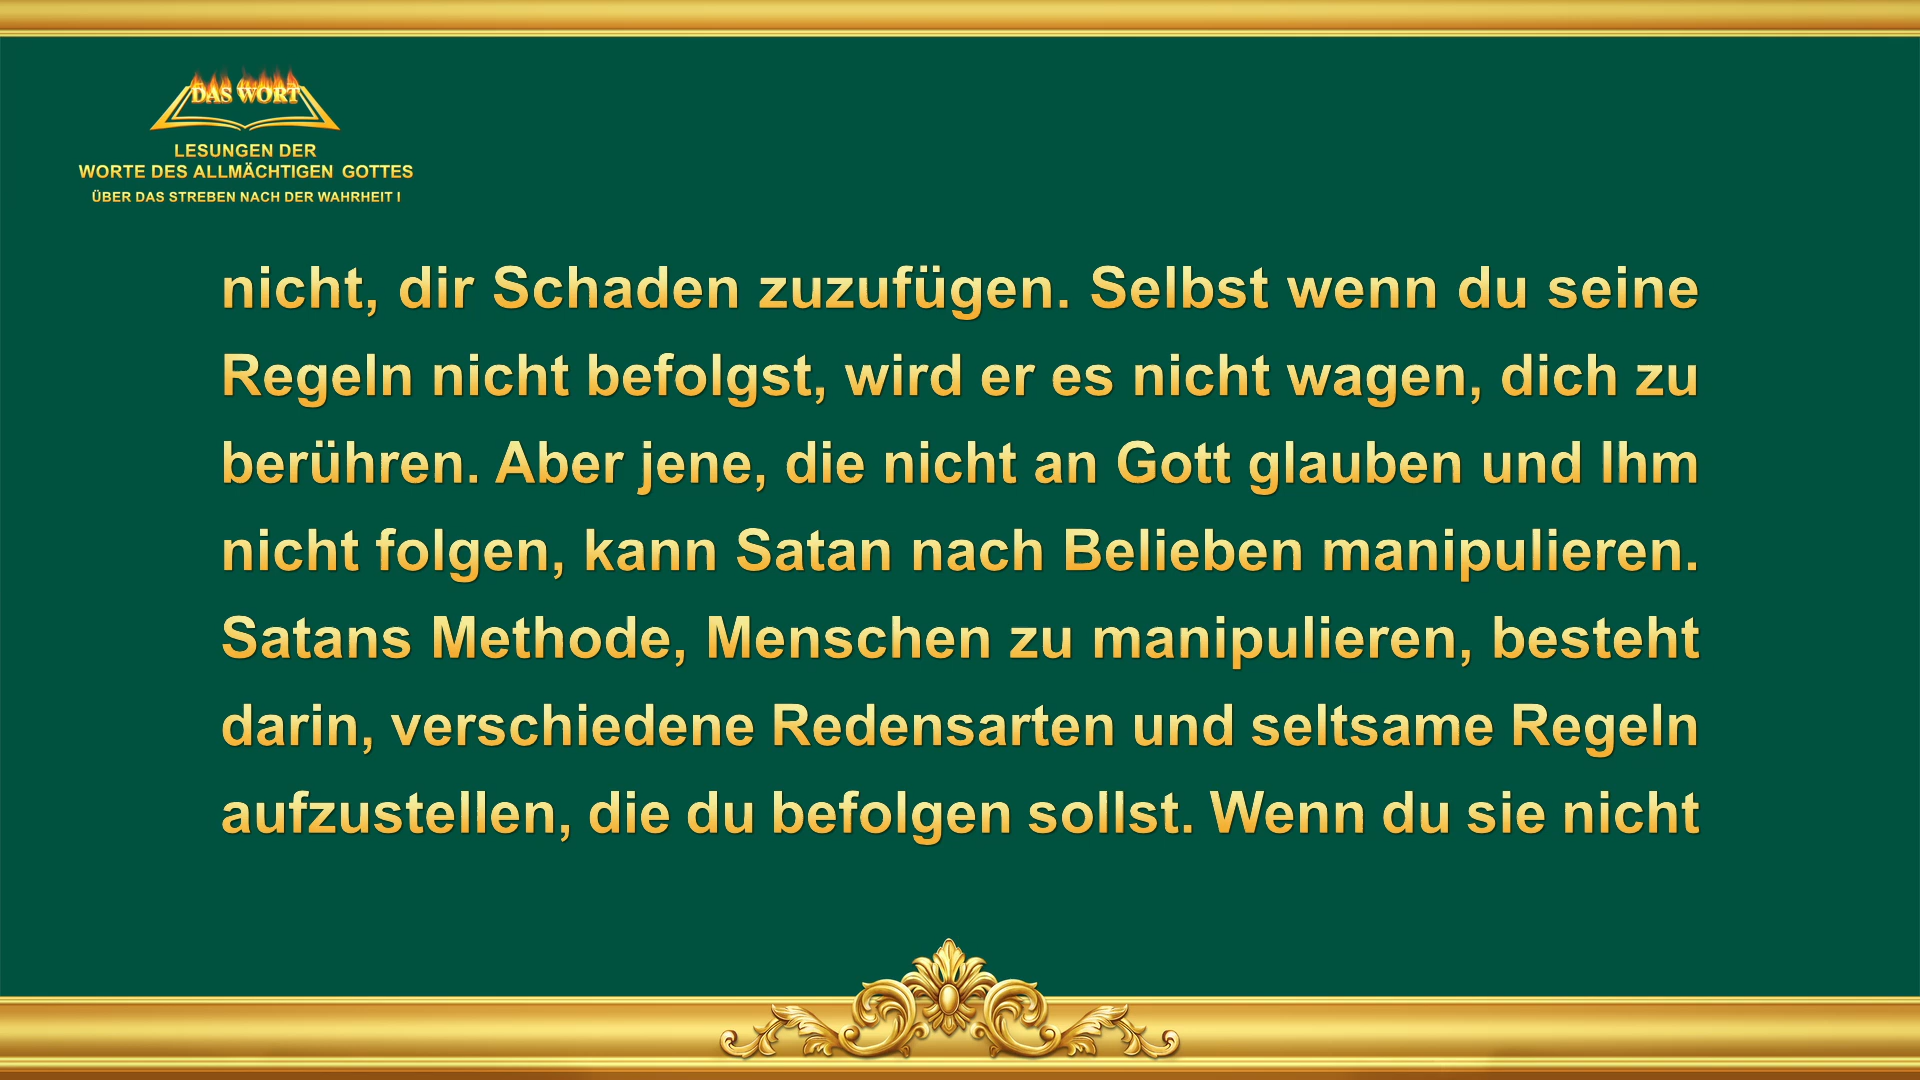 DAS WORT
LESUNGEN DER
WORTE DES ALLMÄCHTIGEN GOTTES
ÜBER DAS STREBEN NACH DER WAHRHEIT I
nicht, dir Schaden zuzufügen. Selbst wenn du seine
Regeln nicht befolgst, wird er es nicht wagen, dich zu
berühren. Aber jene, die nicht an Gott glauben und Ihm
nicht folgen, kann Satan nach Belieben manipulieren.
Satans Methode, Menschen zu manipulieren, besteht
darin, verschiedene Redensarten und seltsame Regeln
aufzustellen, die du befolgen sollst. Wenn du sie nicht